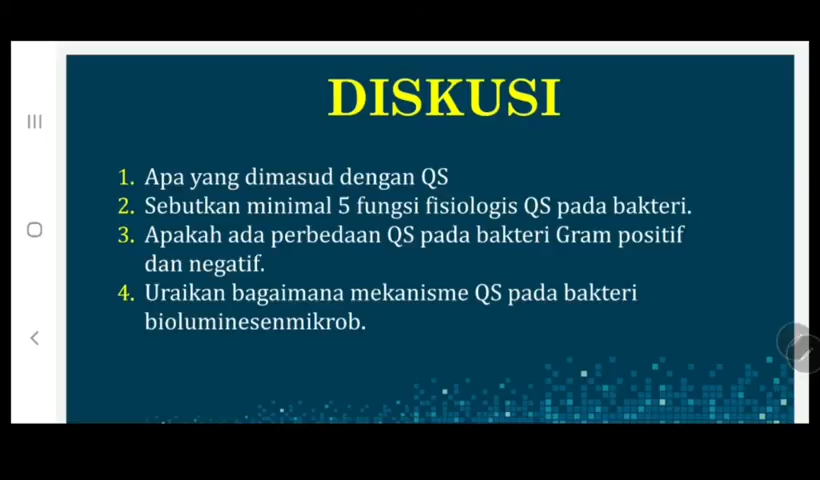 DISKUSI
1. Apa yang dimasud dengan QS
2. Sebutkan minimal 5 fungsi fisiologis QS pada bakteri.
3. Apakah ada perbedaan QS pada bakteri Gram positif
dan negatif.
4. Uraikan bagaimana mekanisme QS pada bakteri
bioluminesenmikrob.